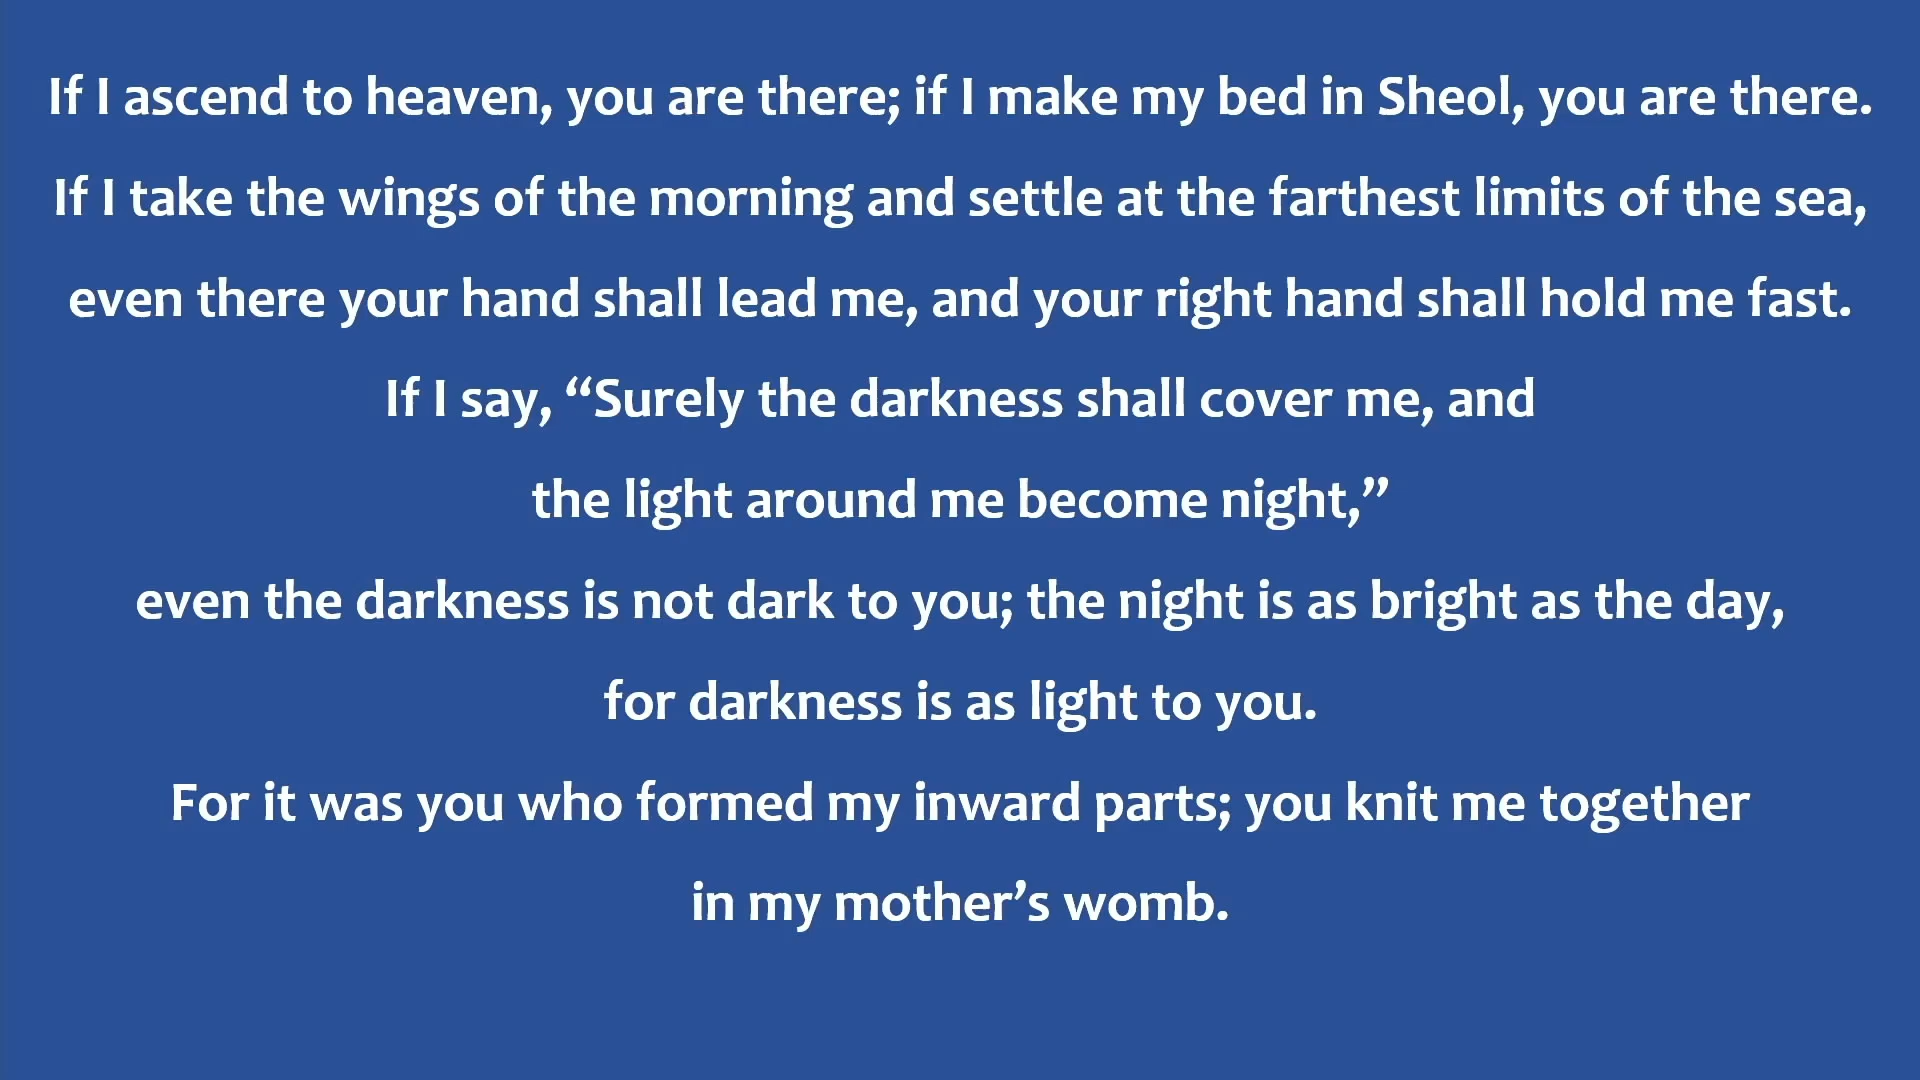 If I ascend to heaven, you are there; if I make my bed in Sheol, you are there.
If I take the wings of the morning and settle at the farthest limits of the sea,
even there your hand shall lead me, and your right hand shall hold me fast.
If I say, “Surely the darkness shall cover me, and
the light around me become night,”
even the darkness is not dark to you; the night is as bright as the day,
for darkness is as light to you.
For it was you who formed my inward parts; you knit me together
in my mother’s womb.